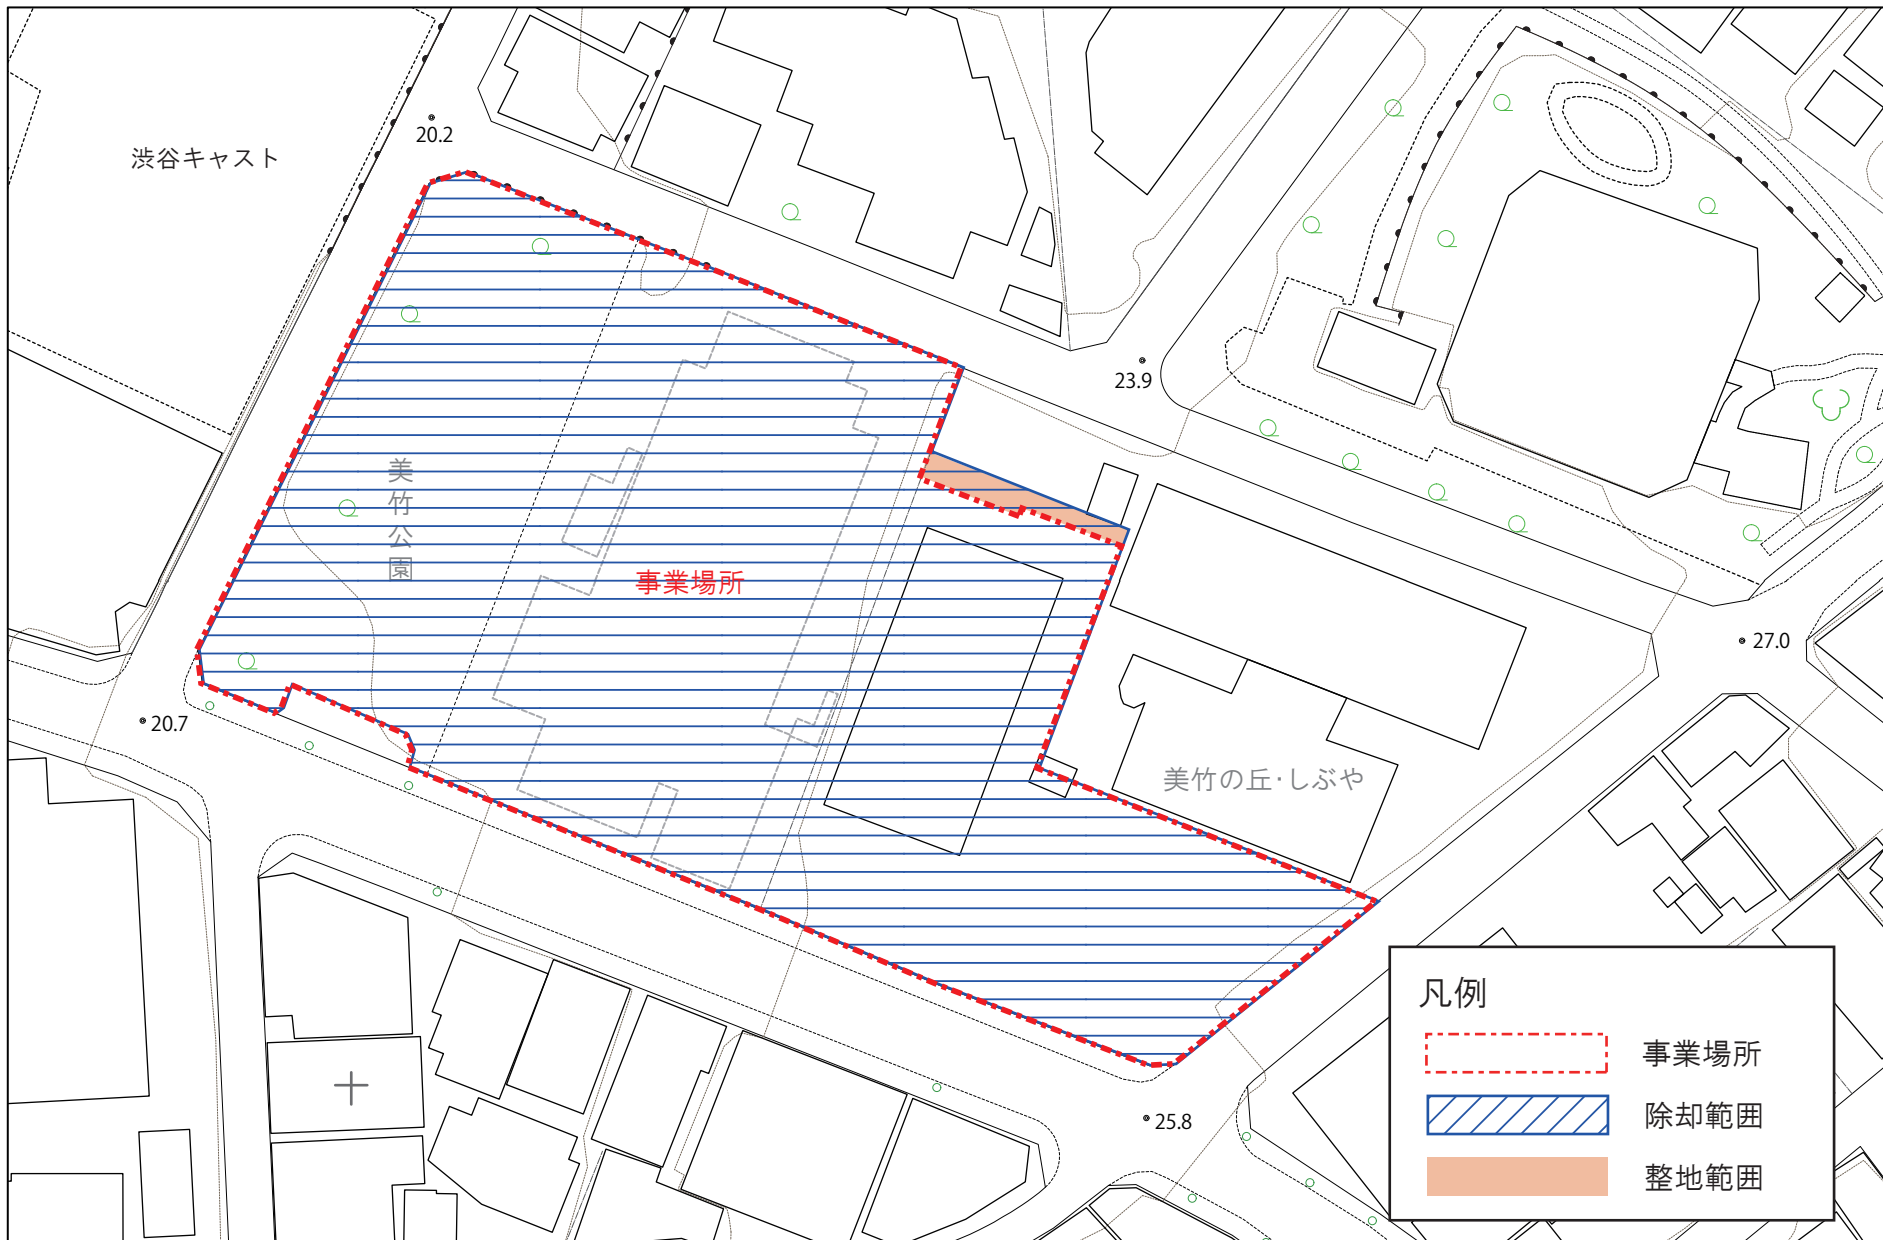 20.2
渋谷キャスト
23.9
美竹公園
事業場所
27.0
20.7
美竹の丘・しぶや
25.8
凡例
事業場所
除却範囲
整地範囲